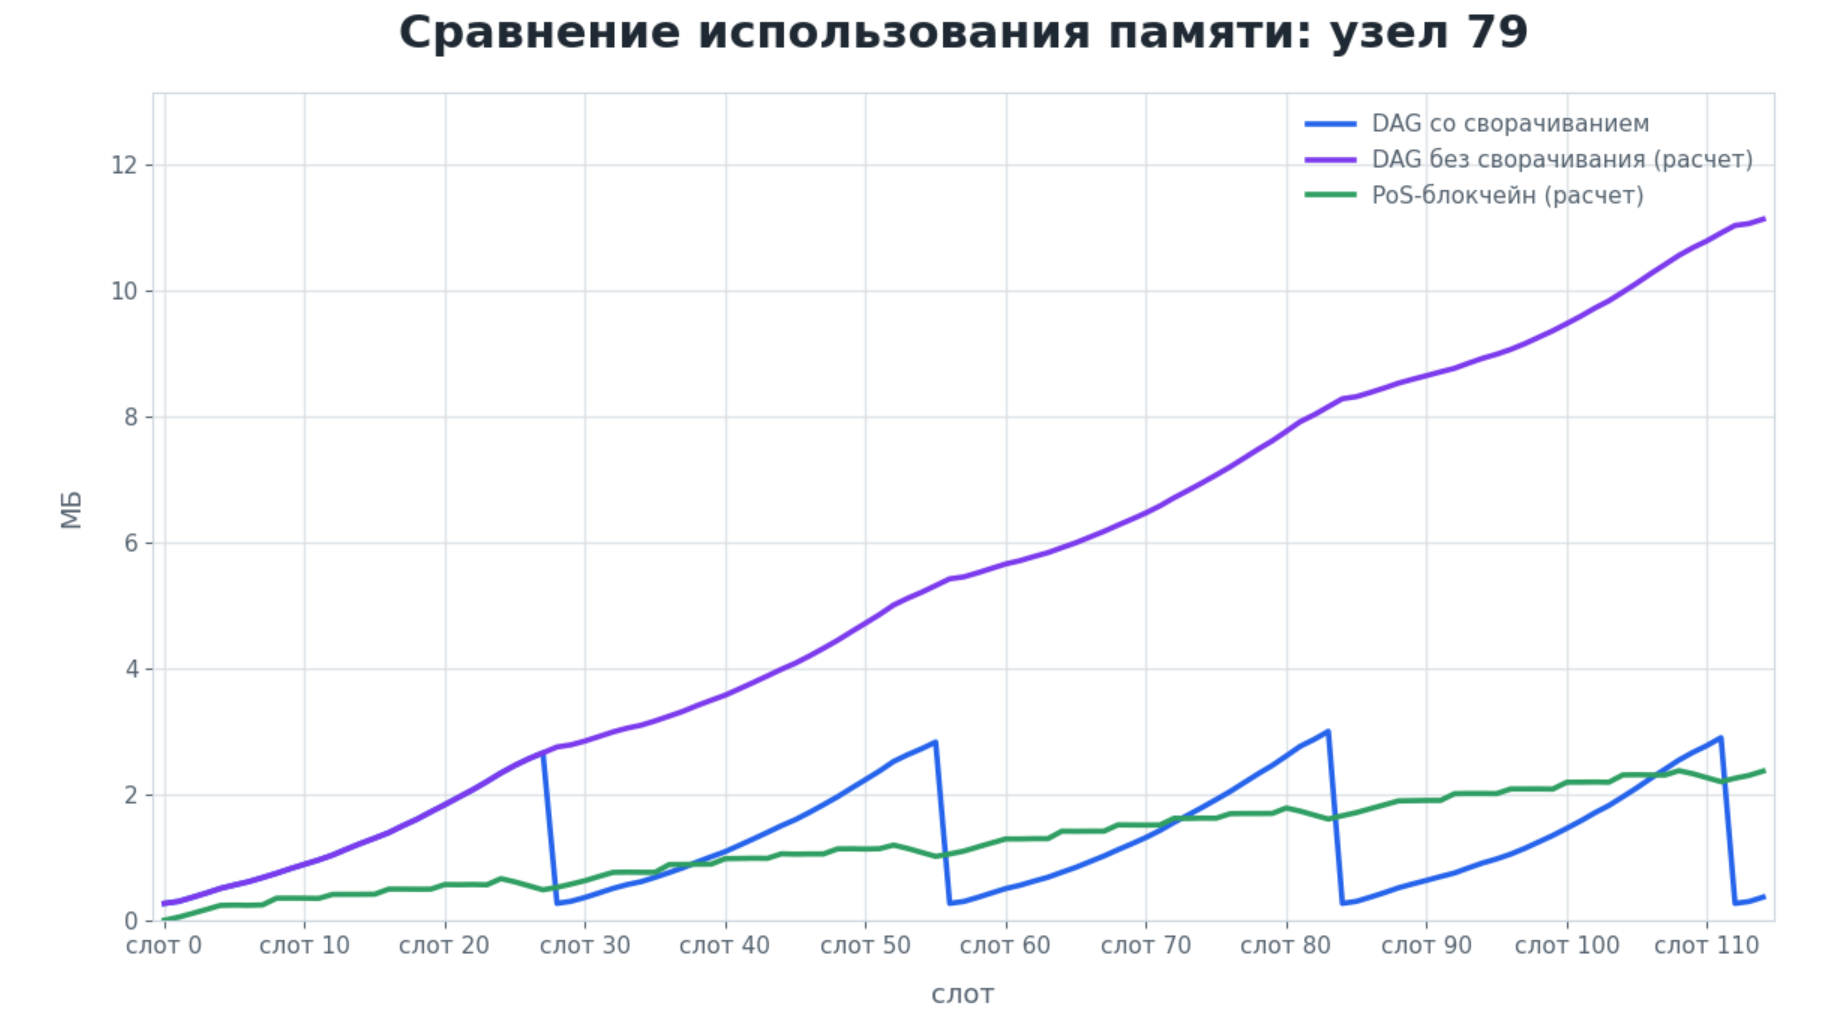 Сравнение использования памяти: узел 79
DAG со сворачиванием
DAG без сворачивания (расчет)
PoS-блокчейн (расчет)
МБ
12
10
8
6
4
2
0
слот 0 слот 10 слот 20 слот 30 слот 40 слот 50 слот 60 слот 70 слот 80 слот 90 слот 100 слот 110
слот